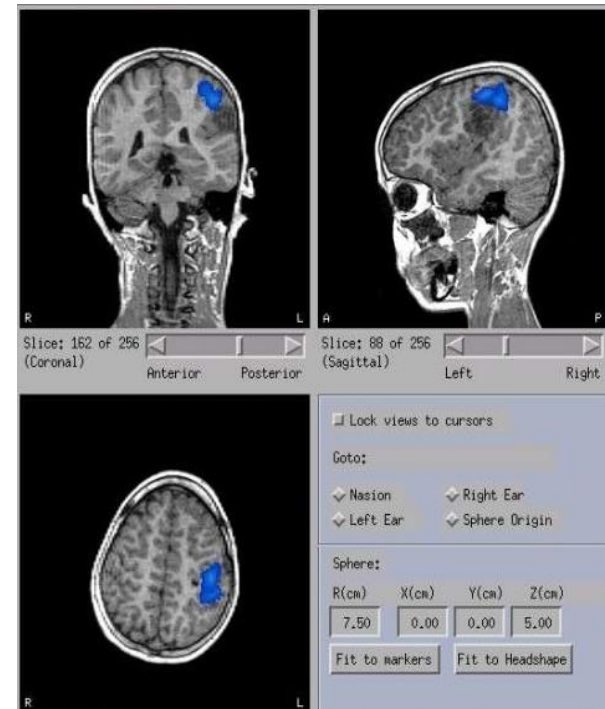 R L
A P
Slice: 162 of 256
(Coronal)
Anterior Posterior
Slice: 88 of 256
(Sagittal)
Left Right
R L
Lock views to cursors
Goto:
Nasion Right Ear
Left Ear Sphere Origin
Sphere:
R(cm) X(cm) Y(cm) Z(cm)
7.50 0.00 0.00 5.00
Fit to markers Fit to Headshape